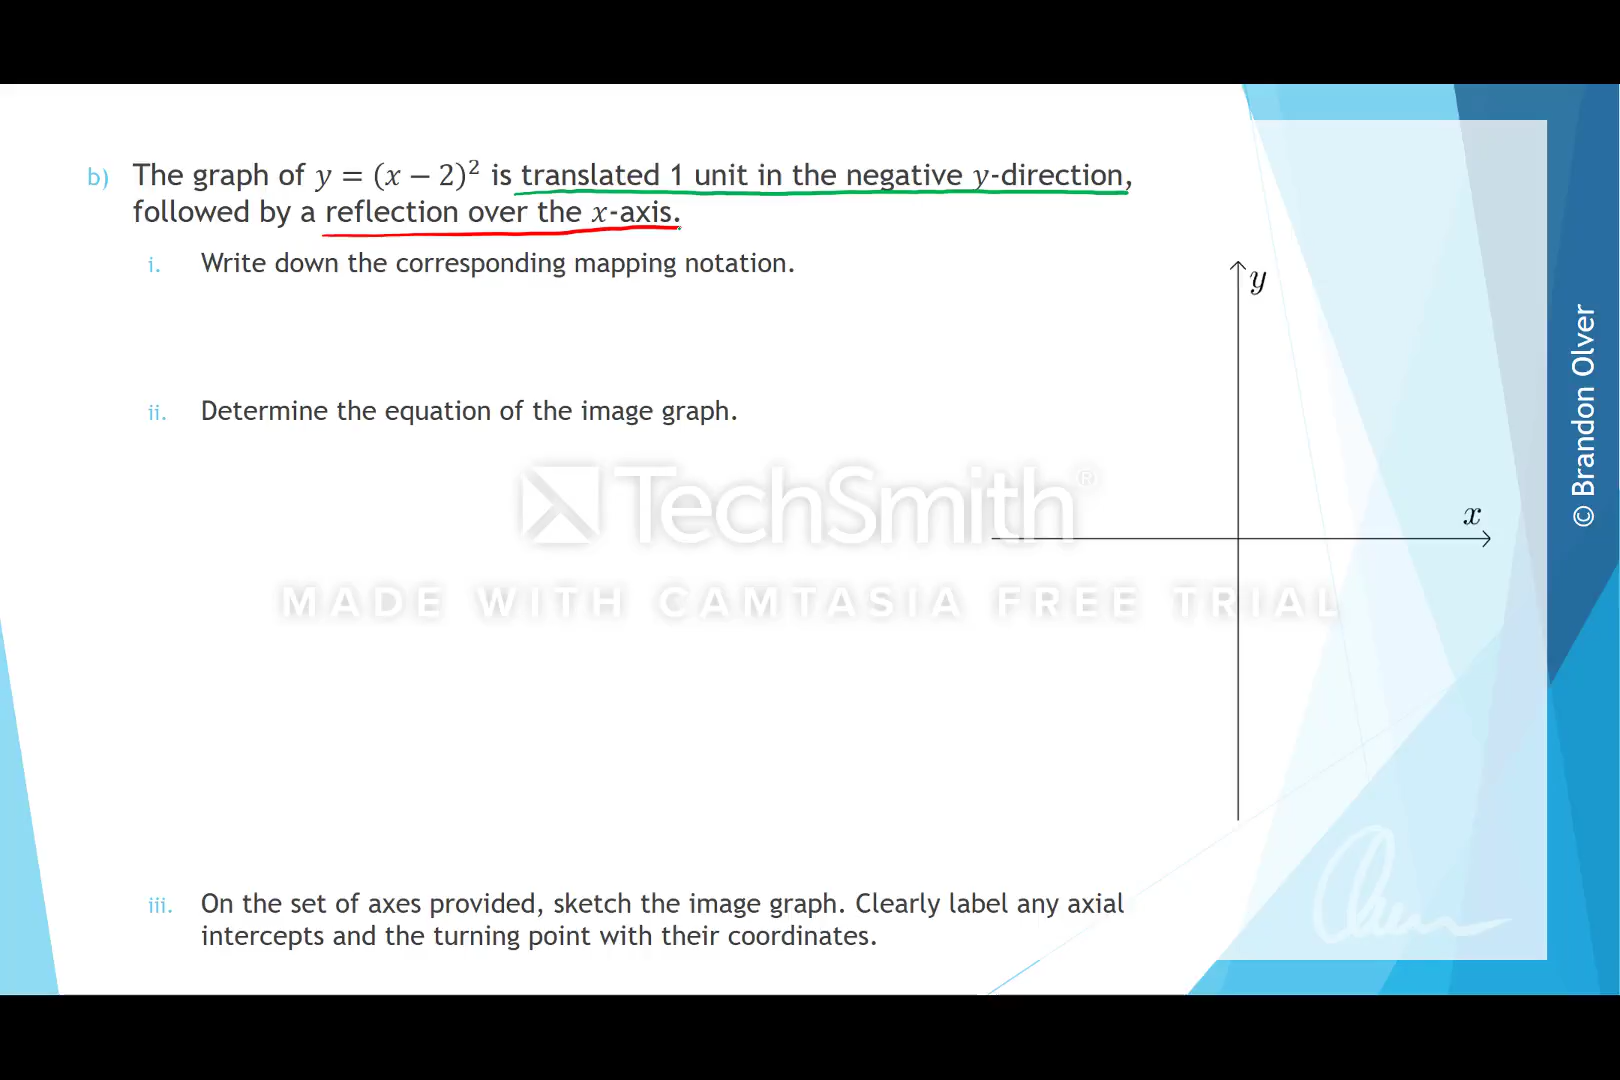 b) The graph of y = (x − 2)² is translated 1 unit in the negative y-direction,
followed by a reflection over the x-axis.
i. Write down the corresponding mapping notation.
y
ii. Determine the equation of the image graph.
x
TechSmith®
MADE WITH CAMTASIA FREE TRIAL
iii. On the set of axes provided, sketch the image graph. Clearly label any axial
intercepts and the turning point with their coordinates.
© Brandon Olver